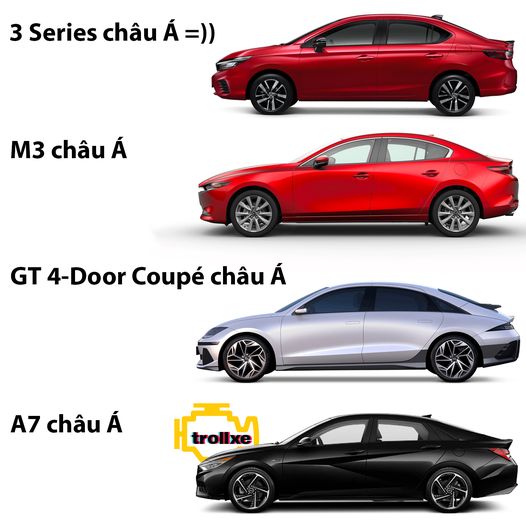 3 Series châu Á =))
M3 châu Á
GT 4-Door Coupé châu Á
A7 châu Á
trollxe